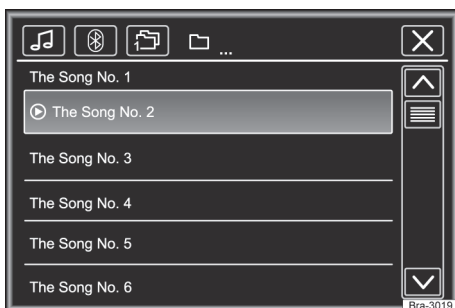 ...
The Song No. 1
The Song No. 2
The Song No. 3
The Song No. 4
The Song No. 5
The Song No. 6
Bra-3019